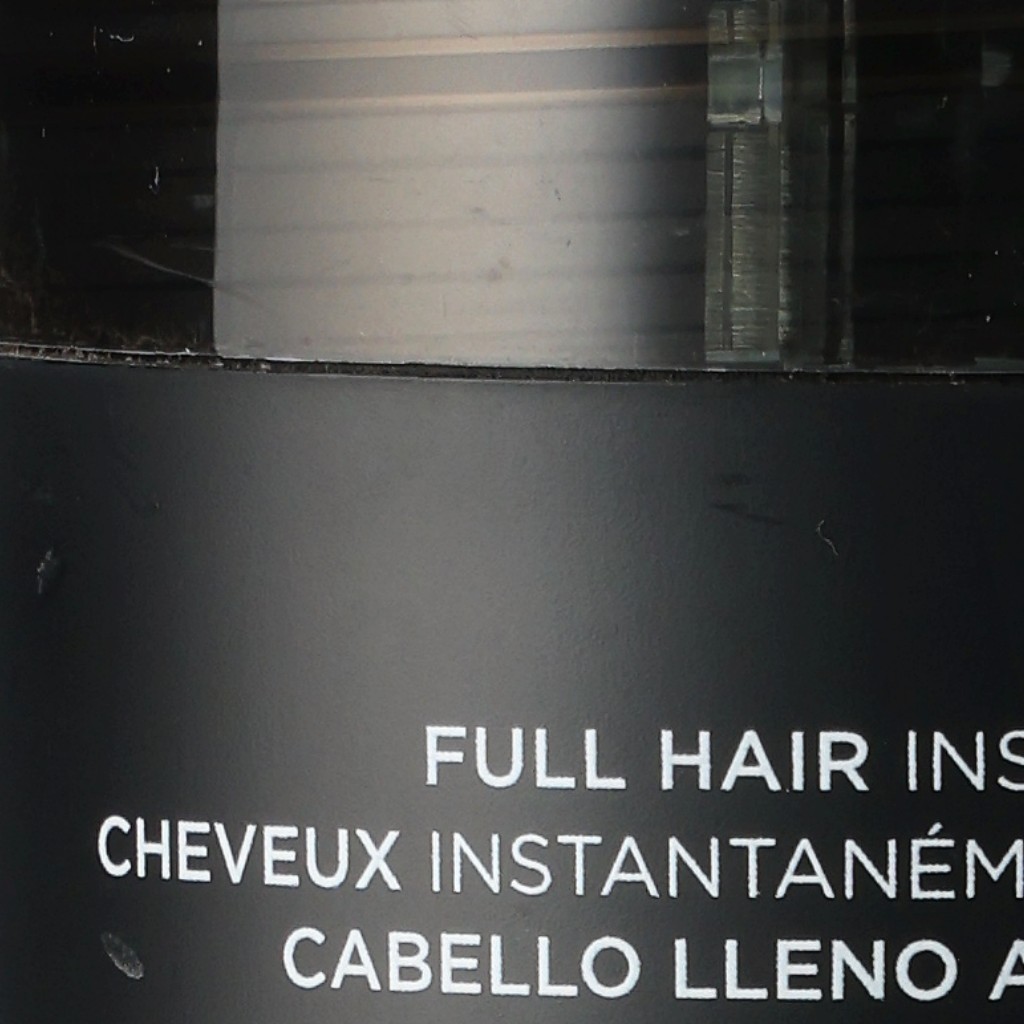 FULL HAIR INS
CHEVEUX INSTANTANÉM
CABELLO LLENO A